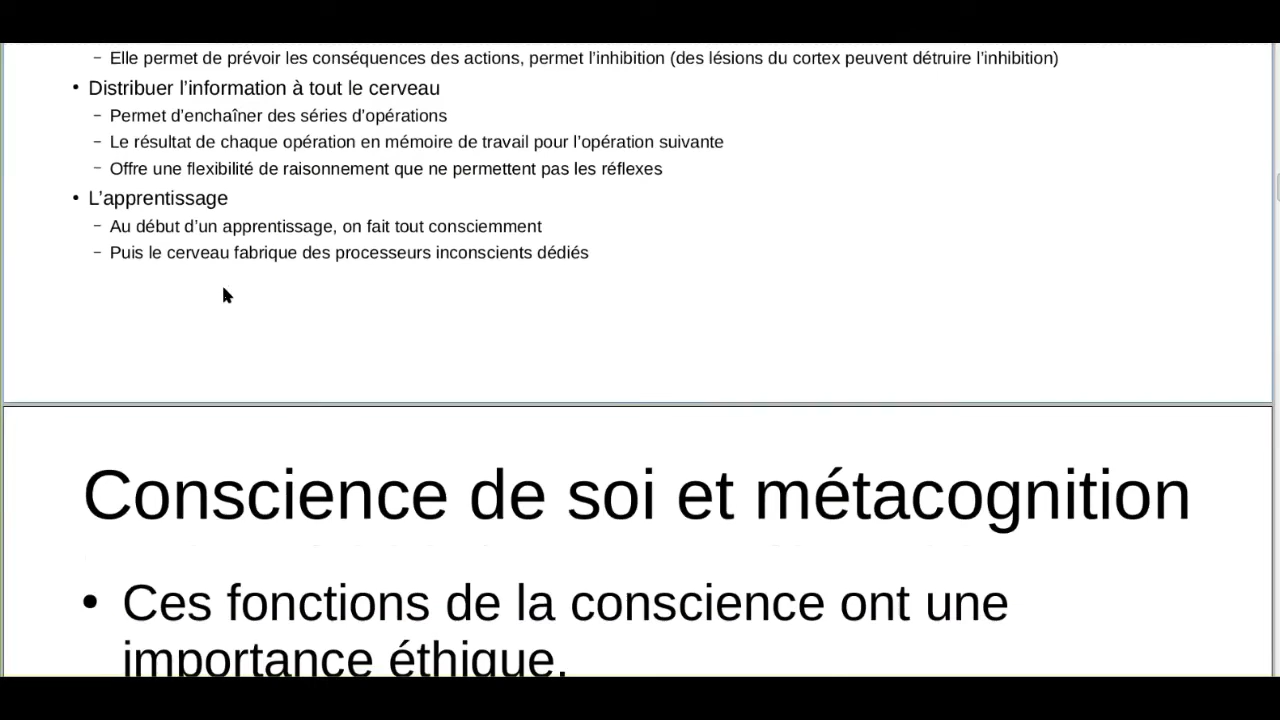 – Elle permet de prévoir les conséquences des actions, permet l’inhibition (des lésions du cortex peuvent détruire l’inhibition)
• Distribuer l’information à tout le cerveau
– Permet d’enchaîner des séries d’opérations
– Le résultat de chaque opération en mémoire de travail pour l’opération suivante
– Offre une flexibilité de raisonnement que ne permettent pas les réflexes
• L’apprentissage
– Au début d’un apprentissage, on fait tout consciemment
– Puis le cerveau fabrique des processeurs inconscients dédiés
Conscience de soi et métacognition
• Ces fonctions de la conscience ont une
importance éthique.